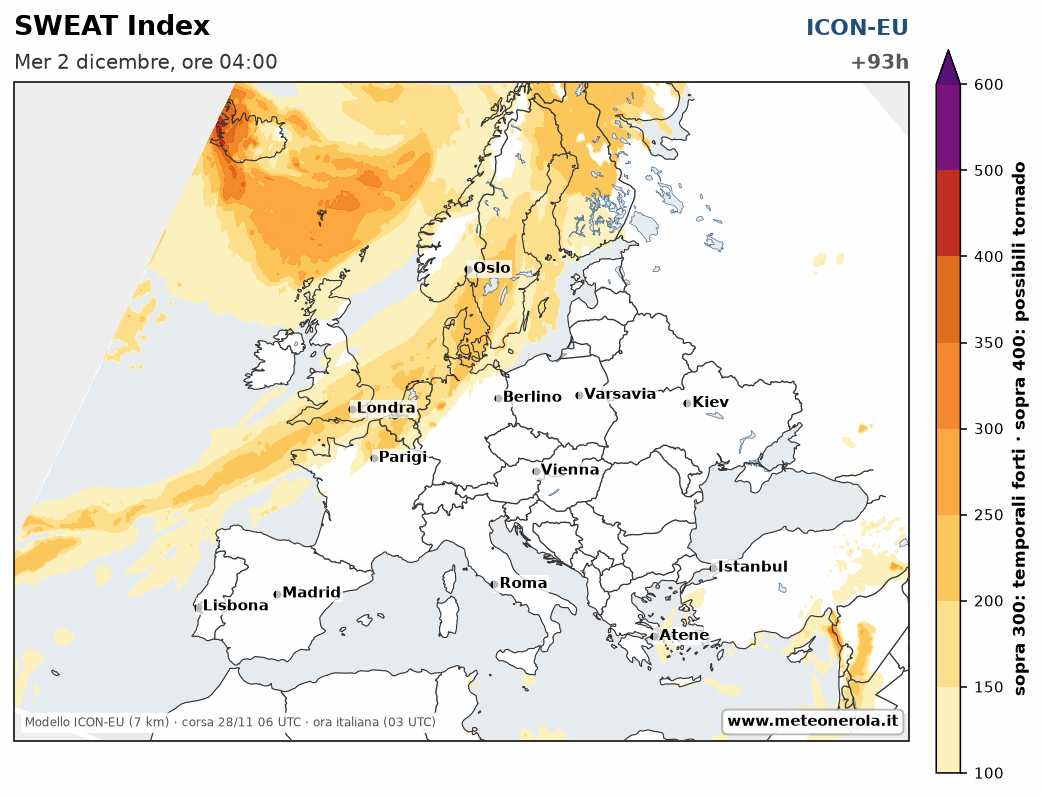 SWEAT Index
ICON-EU
Mer 2 dicembre, ore 04:00
+93h
600
500
400
350
300
250
200
150
100
sopra 300: temporali forti · sopra 400: possibili tornado
Oslo
Berlino
Varsavia
Kiev
Londra
Parigi
Vienna
Istanbul
Roma
Madrid
Lisbona
Atene
Modello ICON-EU (7 km) · corsa 28/11 06 UTC · ora italiana (03 UTC)
www.meteonerola.it